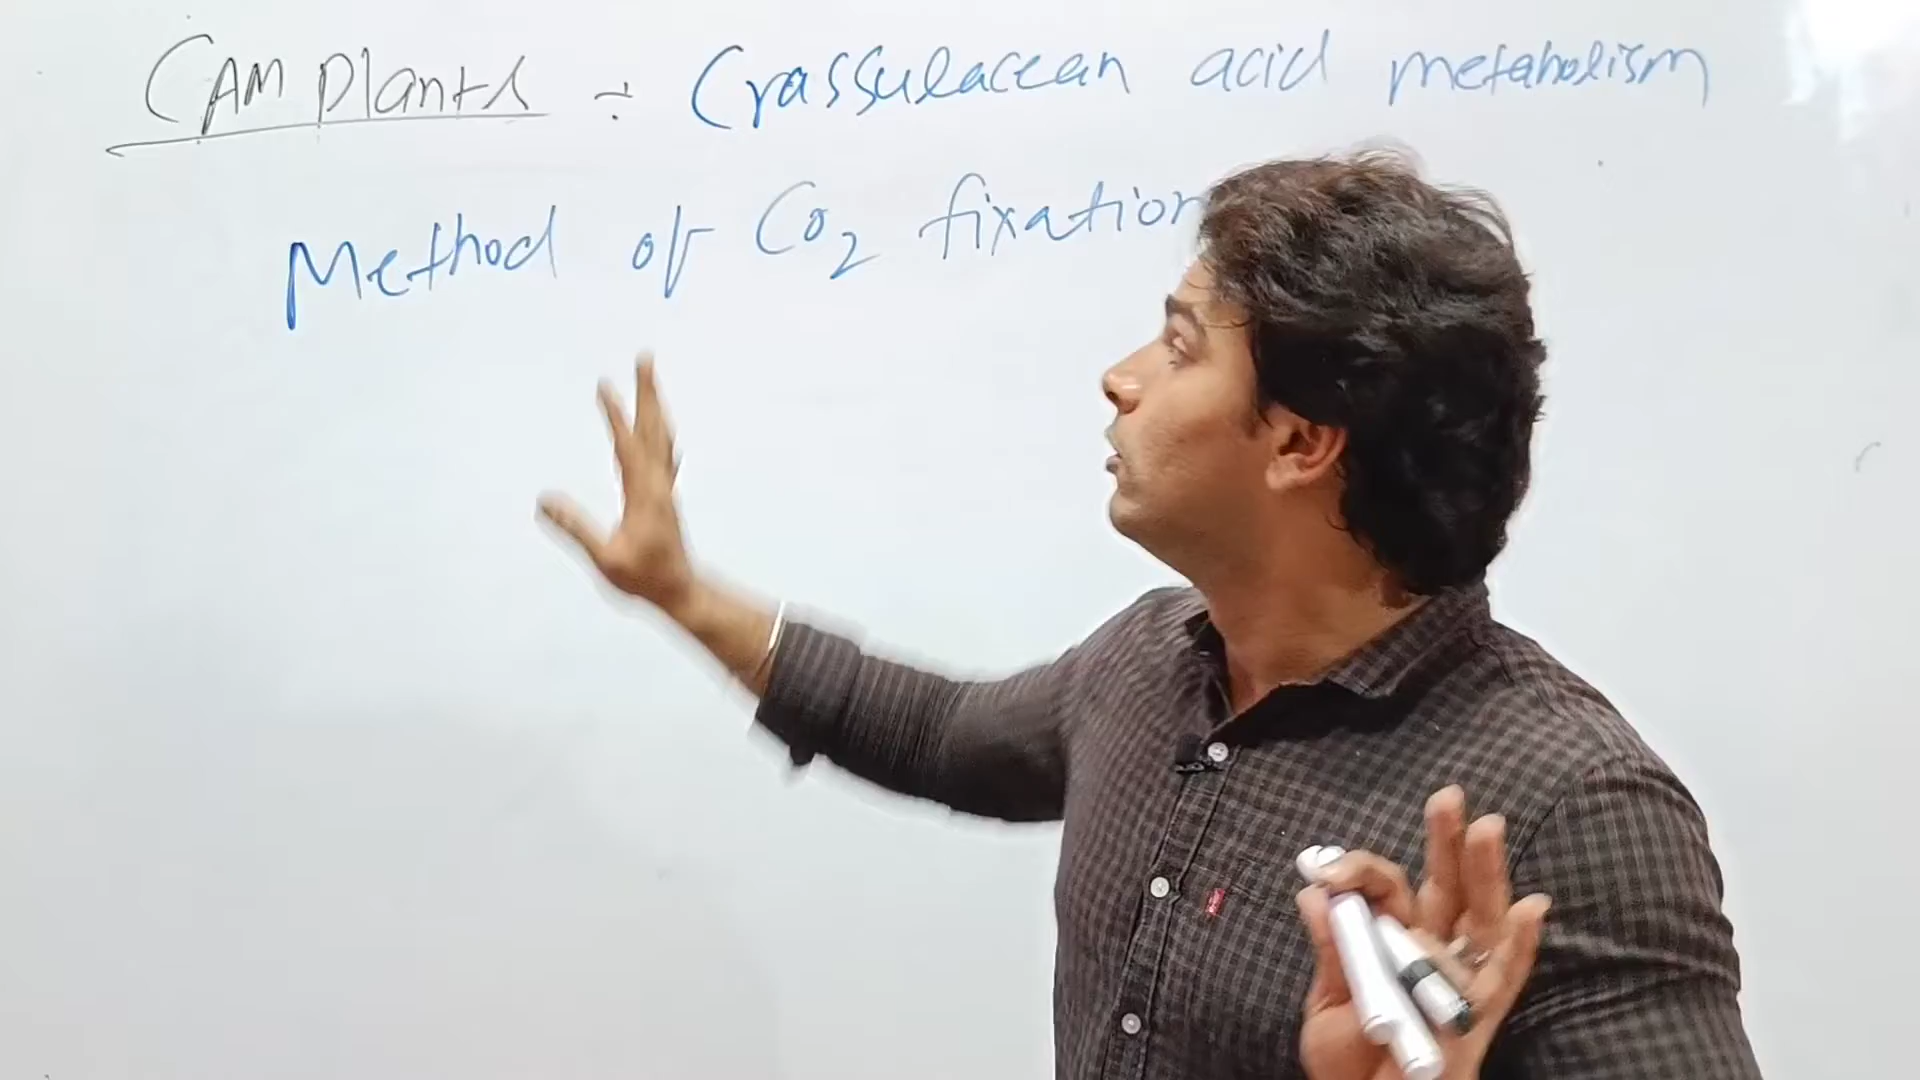 CAM Plants ÷ Crassulacean acid metabolism
Method of Co2 fixation